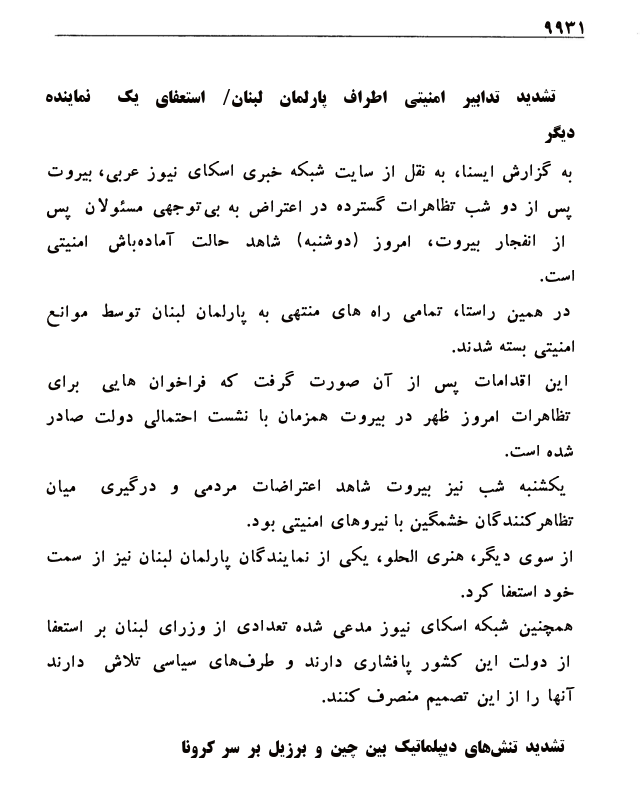 ۹۹۳۱
تشدید تدابیر امنیتی اطراف پارلمان لبنان/ استعفای یک نماینده
دیگر
به گزارش ایسنا، به نقل از سایت شبکه خبری اسکای نیوز عربی، بیروت
پس از دو شب تظاهرات گسترده در اعتراض به بی‌توجهی مسئولان پس
از انفجار بیروت، امروز (دوشنبه) شاهد حالت آماده‌باش امنیتی
است.
در همین راستا، تمامی راه های منتهی به پارلمان لبنان توسط موانع
امنیتی بسته شدند.
این اقدامات پس از آن صورت گرفت که فراخوان هایی برای
تظاهرات امروز ظهر در بیروت همزمان با نشست احتمالی دولت صادر
شده است.
یکشنبه شب نیز بیروت شاهد اعتراضات مردمی و درگیری میان
تظاهرکنندگان خشمگین با نیروهای امنیتی بود.
از سوی دیگر، هنری الحلو، یکی از نمایندگان پارلمان لبنان نیز از سمت
خود استعفا کرد.
همچنین شبکه اسکای نیوز مدعی شده تعدادی از وزرای لبنان بر استعفا
از دولت این کشور پافشاری دارند و طرف‌های سیاسی تلاش دارند
آنها را از این تصمیم منصرف کنند.
تشدید تنش‌های دیپلماتیک بین چین و برزیل بر سر کرونا